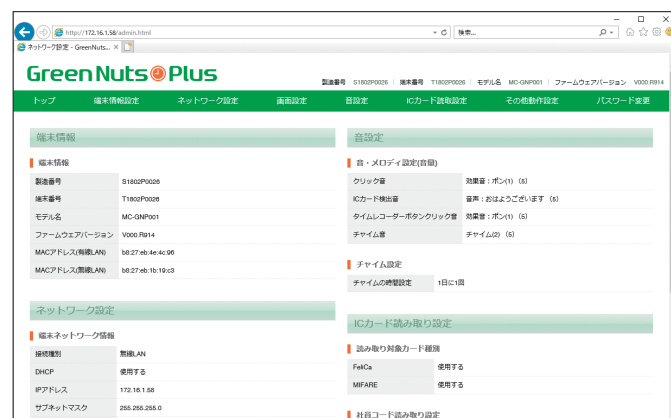 http://172.16.1.58/admin.html
検索...
ネットワーク設定 - GreenNuts...
GreenNuts Plus
製造番号 S1802P0026 端末番号 T1802P0026 モデル名 MC-GNP001 ファームウェアバージョン V000.R914
トップ 端末情報設定 ネットワーク設定 画面設定 音設定 ICカード読取設定 その他動作設定 パスワード変更
端末情報
端末情報
製造番号 S1802P0026
端末番号 T1802P0026
モデル名 MC-GNP001
ファームウェアバージョン V000.R914
MACアドレス(有線LAN) b8:27:eb:4e:4c:96
MACアドレス(無線LAN) b8:27:eb:1b:19:c3
ネットワーク設定
端末ネットワーク情報
接続種別 無線LAN
DHCP 使用する
IPアドレス 172.16.1.58
サブネットマスク 255.255.255.0
音設定
音・メロディ設定(音量)
クリック音 効果音:ポン(1) (5)
ICカード検出音 音声:おはようございます (5)
タイムレコーダーボタンクリック音 効果音:ポン(1) (5)
チャイム音 チャイム(2) (5)
チャイム設定
チャイムの時間設定 1日に1回
ICカード読み取り設定
読み取り対象カード種別
FeliCa 使用する
MIFARE 使用する
社員コード読み取り設定